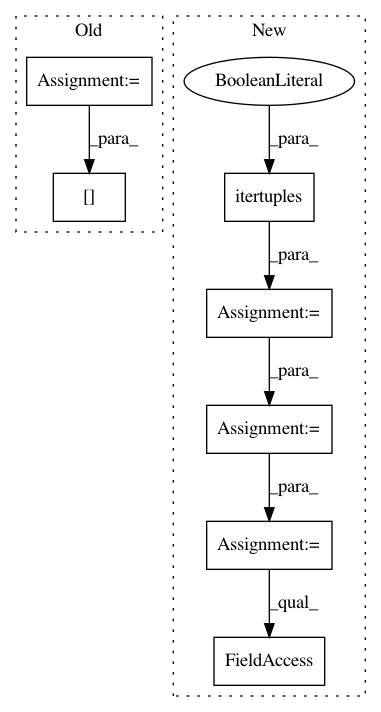 Old
Assignment:=
_para_
[]
New
BooleanLiteral
_para_
itertuples
_para_
Assignment:=
_para_
Assignment:=
_para_
Assignment:=
_qual_
FieldAccess